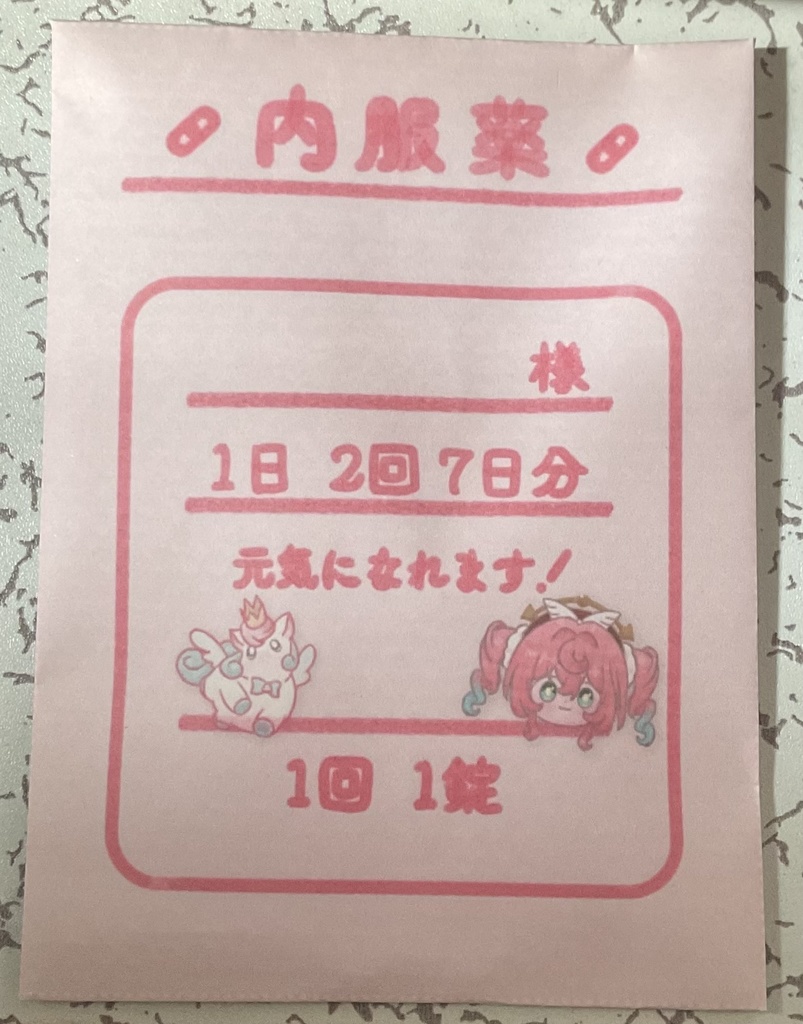 内服薬
様
1日 2回 7日分
元気になれます!
1回 1錠